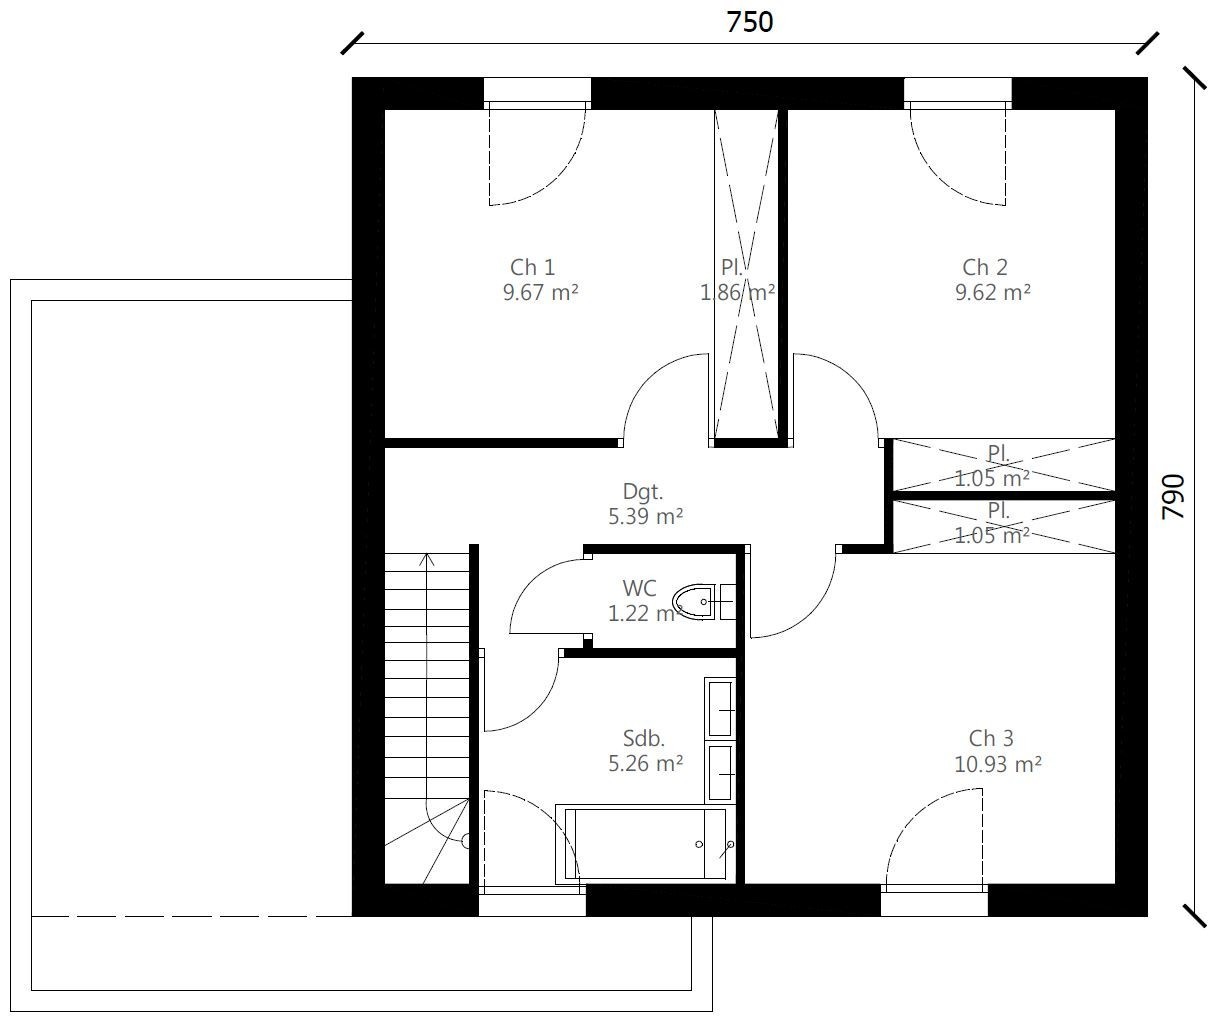 750
Ch 1
9.67 m²
Pl.
1.86 m²
Ch 2
9.62 m²
Pl.
1.05 m²
790
Dgt.
5.39 m²
Pl.
1.05 m²
WC
1.22 m²
Sdb.
5.26 m²
Ch 3
10.93 m²